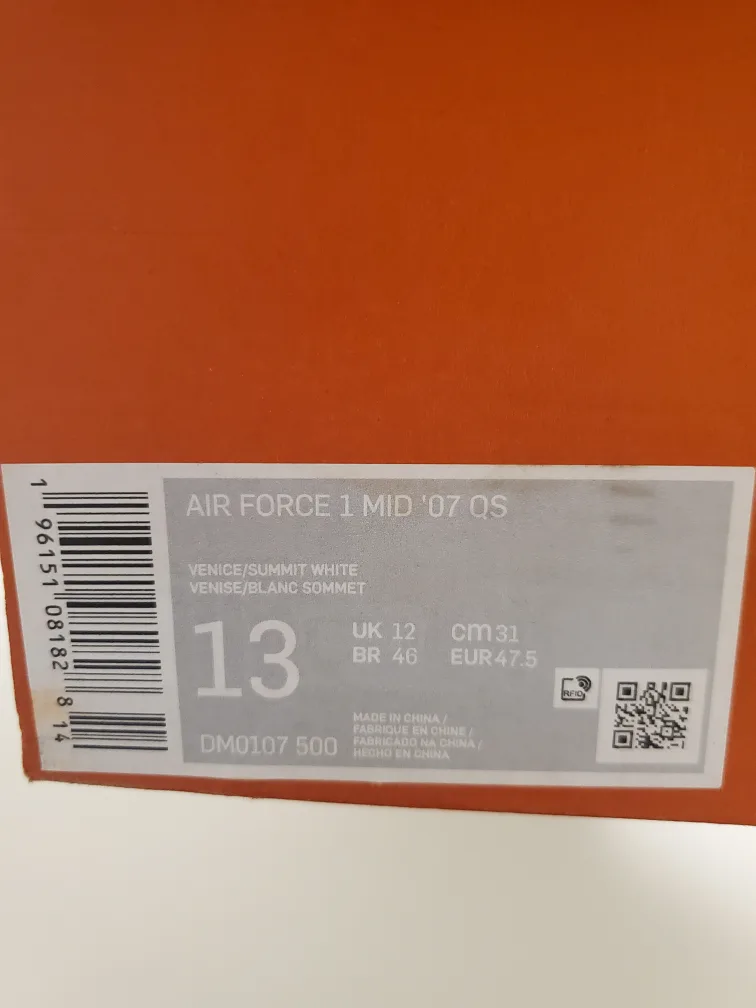 AIR FORCE 1 MID '07 QS
VENICE/SUMMIT WHITE
VENISE/BLANC SOMMET
13
UK 12
BR 46
cm 31
EUR 47.5
RFID
DM0107 500
MADE IN CHINA /
FABRIQUE EN CHINE /
FABRICADO NA CHINA /
HECHO EN CHINA
1 96151 08182 8 14